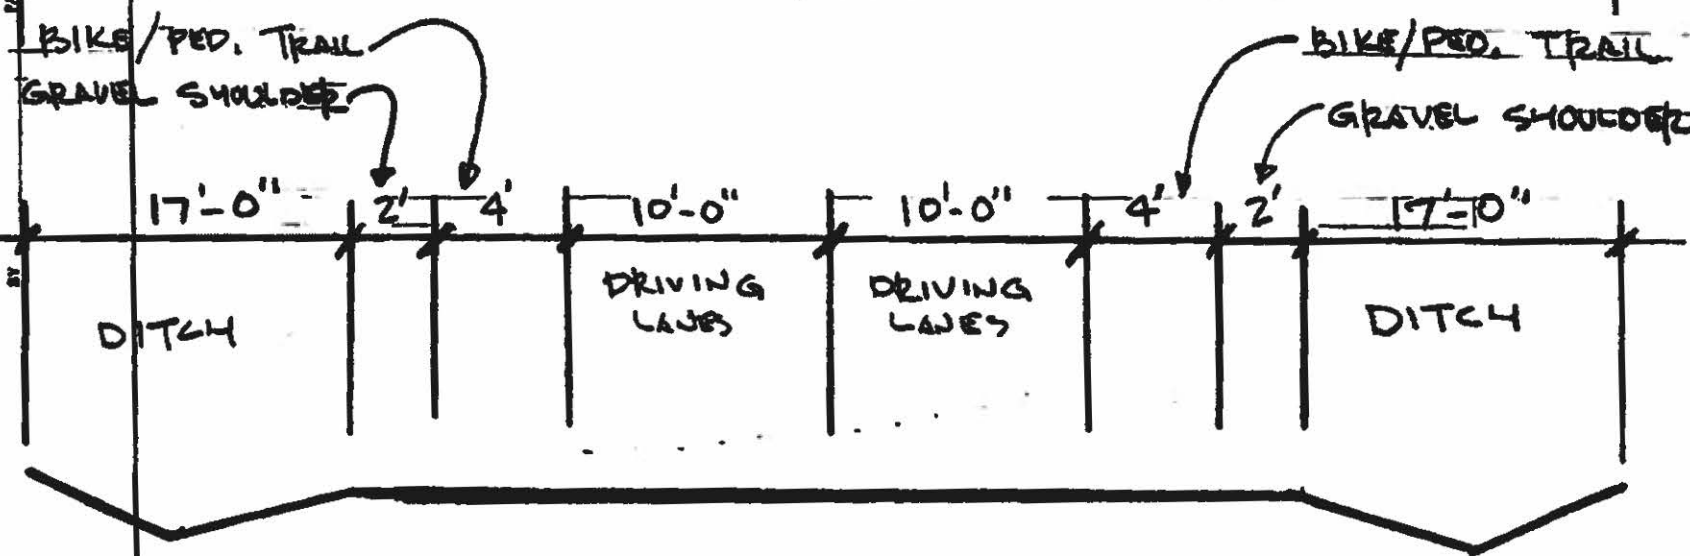 BIKE/PED. TRAIL
GRAVEL SHOULDER
BIKE/PED. TRAIL
GRAVEL SHOULDER
17'-0" 2' 4' 10'-0" 10'-0" 4' 2' 17'-0"
BY
DITCH
DRIVING
LANES
DRIVING
LANES
DITCH